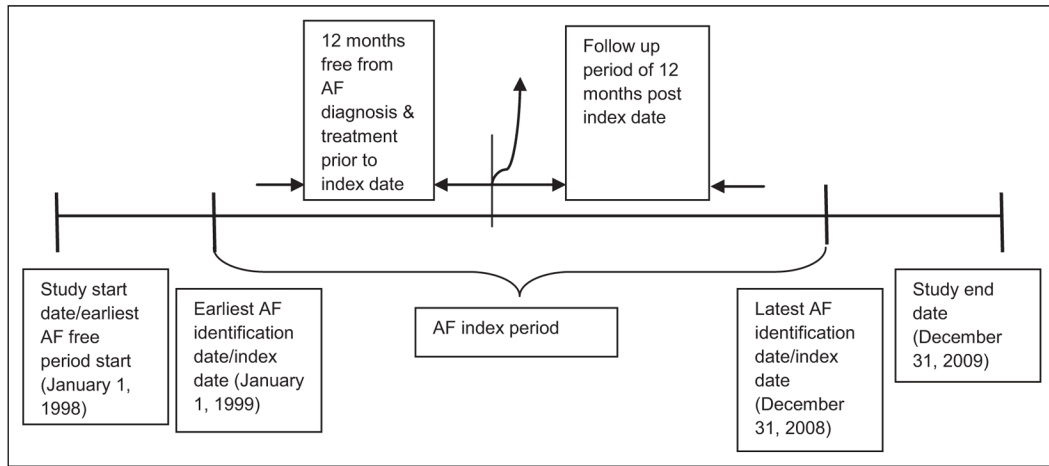 12 months
free from
AF
diagnosis &
treatment
prior to
index date
Follow up
period of 12
months post
index date
Study start
date/earliest
AF free
period start
(January 1,
1998)
Earliest AF
identification
date/index
date (January
1, 1999)
AF index period
Latest AF
identification
date/index
date
(December
31, 2008)
Study end
date
(December
31, 2009)